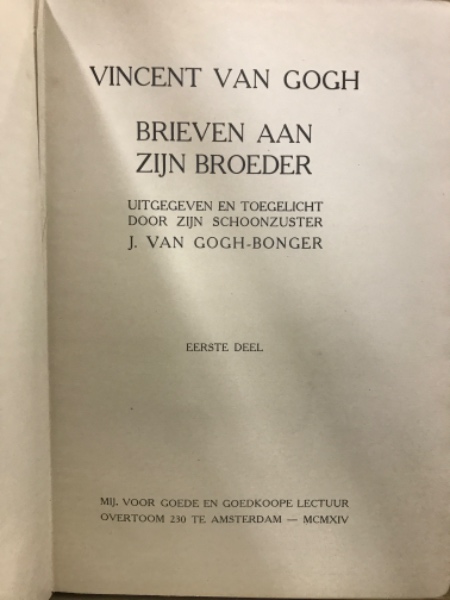 VINCENT VAN GOGH
BRIEVEN AAN
ZIJN BROEDER
UITGEGEVEN EN TOEGELICHT
DOOR ZIJN SCHOONZUSTER
J. VAN GOGH-BONGER
EERSTE DEEL
MIJ. VOOR GOEDE EN GOEDKOOPE LECTUUR
OVERTOOM 230 TE AMSTERDAM — MCMXIV